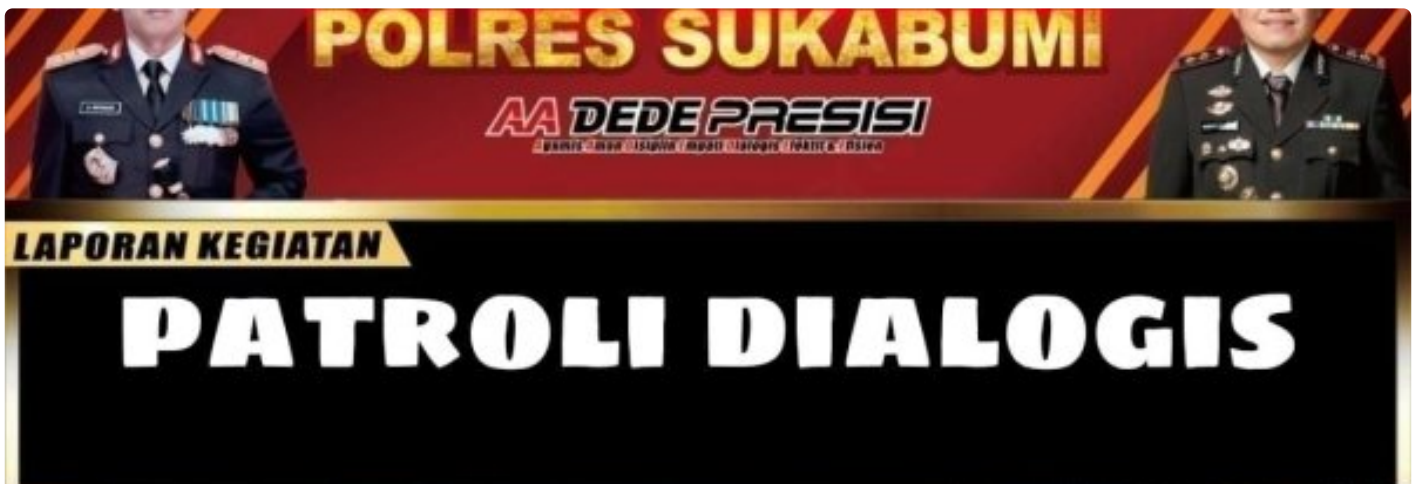 POLRES SUKABUMI
AA DEDE PRESISI
LAPORAN KEGIATAN
PATROLI DIALOGIS